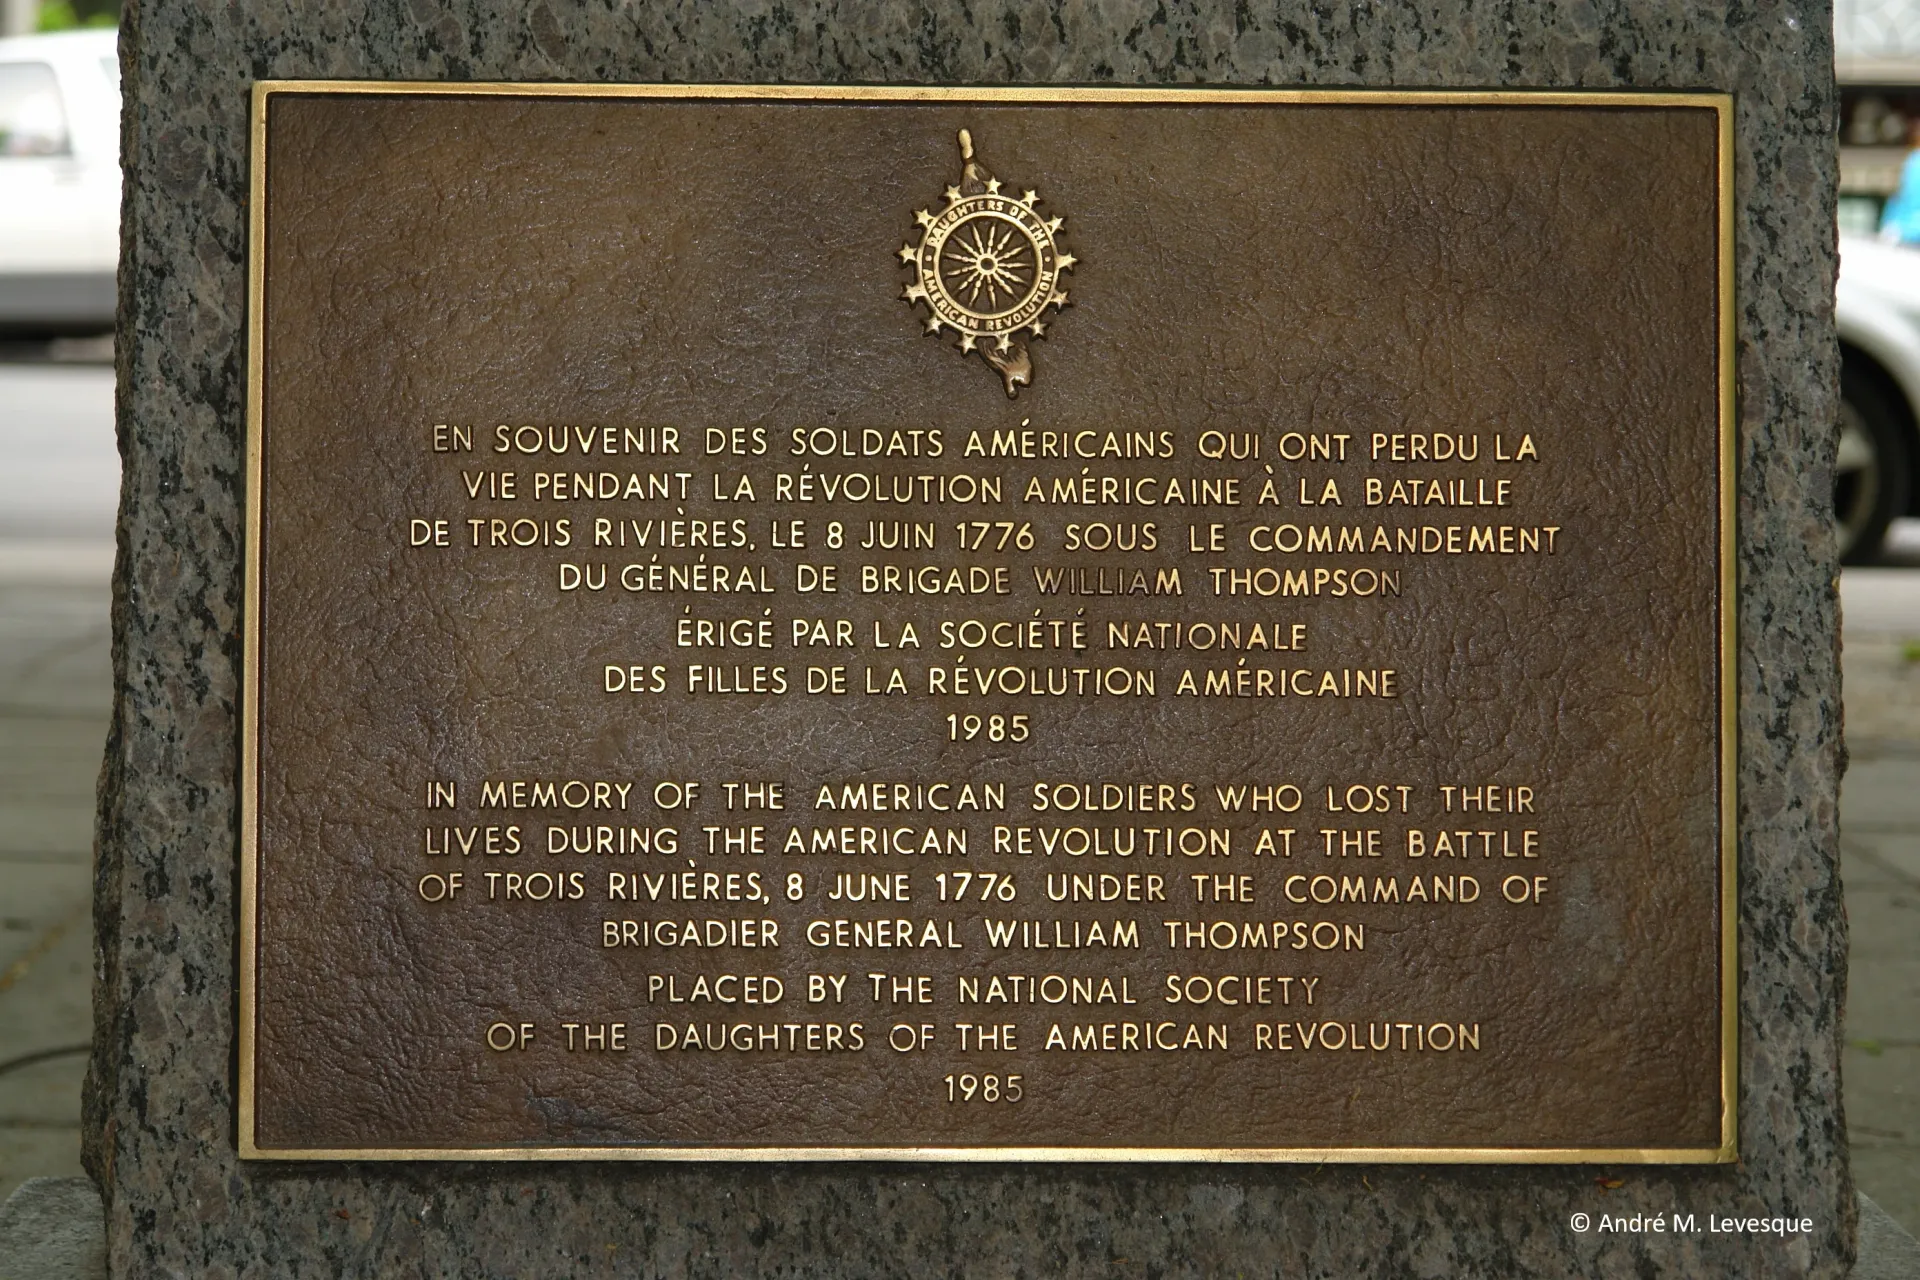 DAUGHTERS OF THE
AMERICAN REVOLUTION
EN SOUVENIR DES SOLDATS AMÉRICAINS QUI ONT PERDU LA
VIE PENDANT LA RÉVOLUTION AMÉRICAINE À LA BATAILLE
DE TROIS RIVIÈRES, LE 8 JUIN 1776 SOUS LE COMMANDEMENT
DU GÉNÉRAL DE BRIGADE WILLIAM THOMPSON
ÉRIGÉ PAR LA SOCIÉTÉ NATIONALE
DES FILLES DE LA RÉVOLUTION AMÉRICAINE
1985
IN MEMORY OF THE AMERICAN SOLDIERS WHO LOST THEIR
LIVES DURING THE AMERICAN REVOLUTION AT THE BATTLE
OF TROIS RIVIÈRES, 8 JUNE 1776 UNDER THE COMMAND OF
BRIGADIER GENERAL WILLIAM THOMPSON
PLACED BY THE NATIONAL SOCIETY
OF THE DAUGHTERS OF THE AMERICAN REVOLUTION
1985
© André M. Levesque